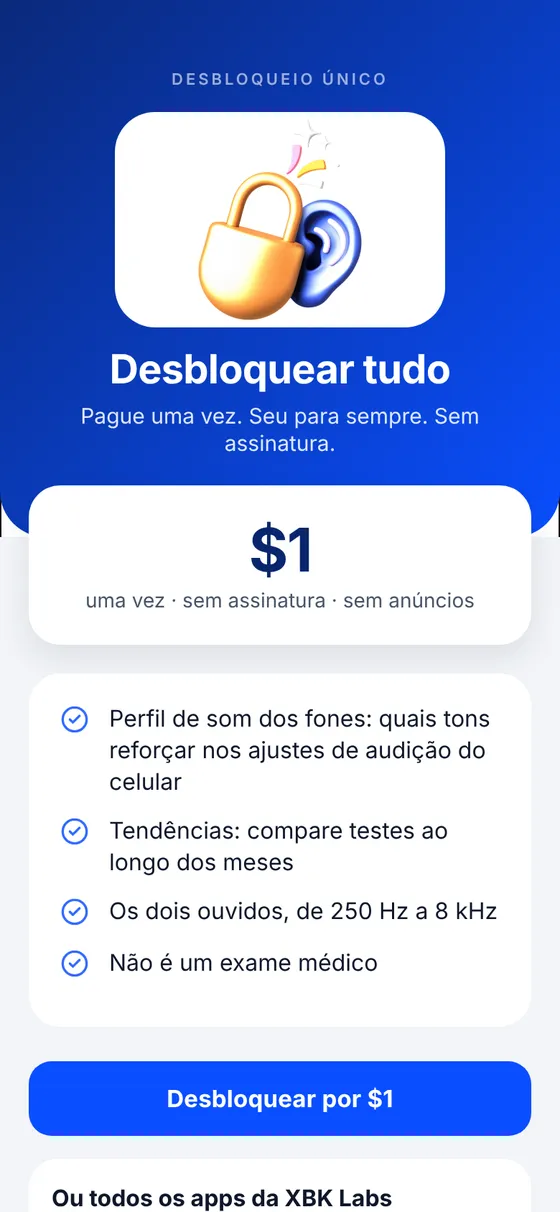 DESBLOQUEIO ÚNICO
Desbloquear tudo
Pague uma vez. Seu para sempre. Sem
assinatura.
$1
uma vez · sem assinatura · sem anúncios
Perfil de som dos fones: quais tons
reforçar nos ajustes de audição do
celular
Tendências: compare testes ao
longo dos meses
Os dois ouvidos, de 250 Hz a 8 kHz
Não é um exame médico
Desbloquear por $1
Ou todos os apps da XBK Labs